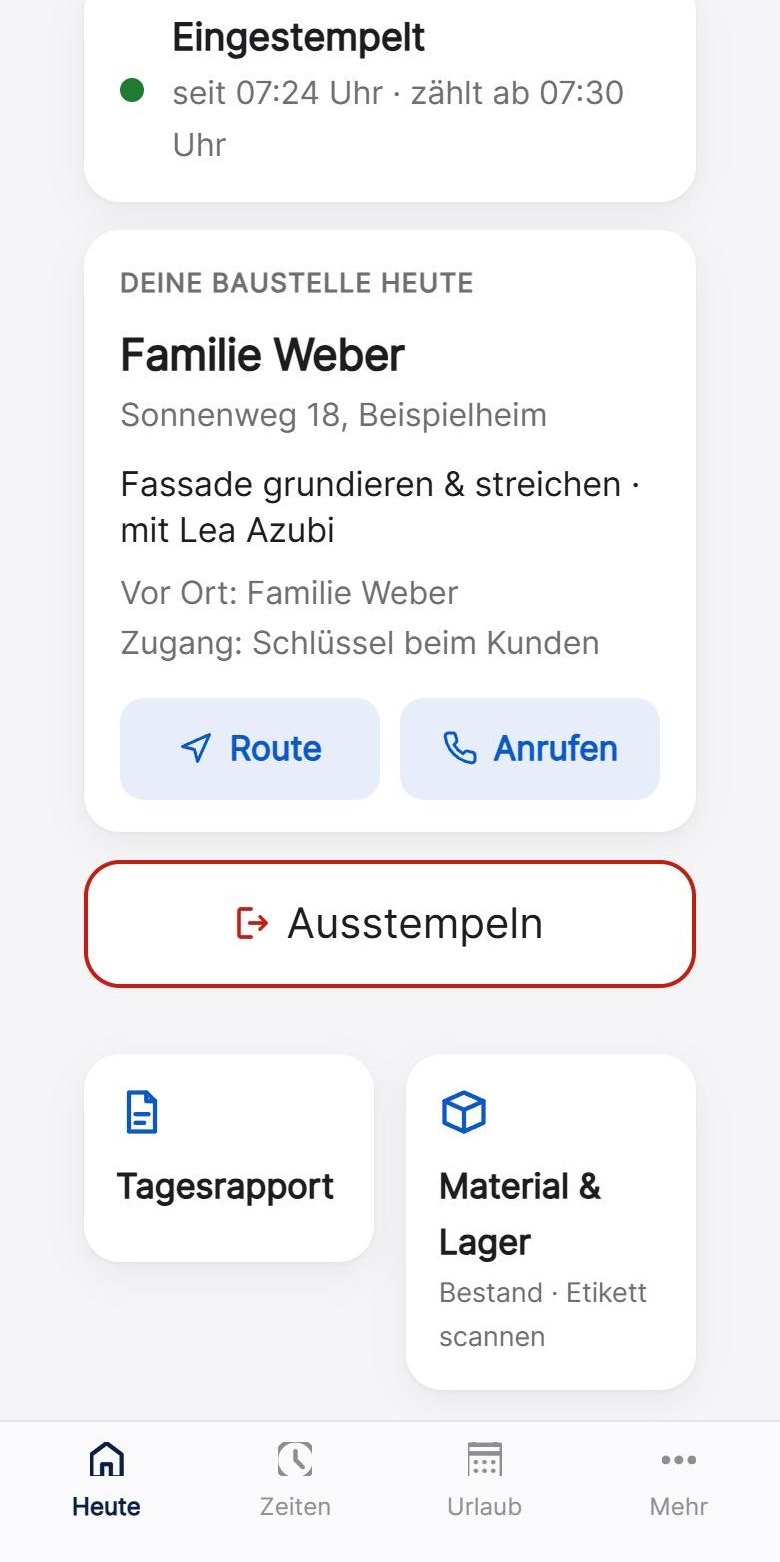 Eingestempelt
seit 07:24 Uhr · zählt ab 07:30
Uhr
DEINE BAUSTELLE HEUTE
Familie Weber
Sonnenweg 18, Beispielheim
Fassade grundieren & streichen ·
mit Lea Azubi
Vor Ort: Familie Weber
Zugang: Schlüssel beim Kunden
Route
Anrufen
Ausstempeln
Tagesrapport
Material &
Lager
Bestand · Etikett
scannen
Heute
Zeiten
Urlaub
Mehr